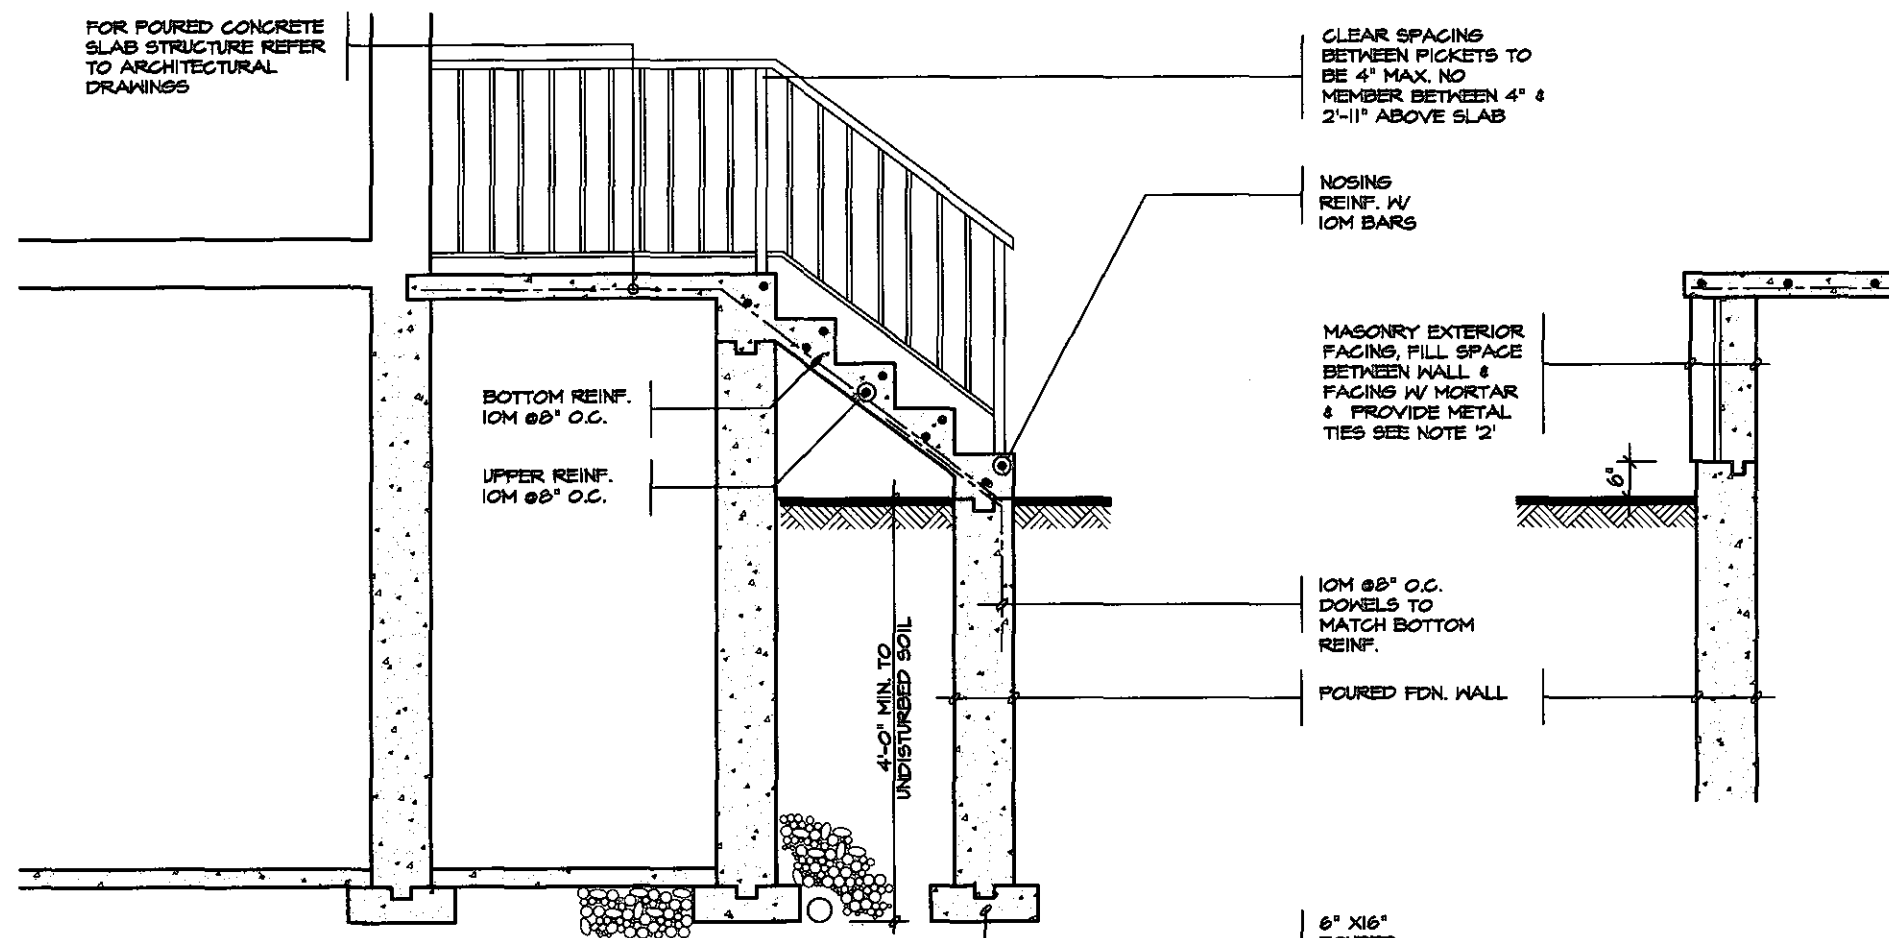 FOR POURED CONCRETE
SLAB STRUCTURE REFER
TO ARCHITECTURAL
DRAWINGS
CLEAR SPACING
BETWEEN PICKETS TO
BE 4" MAX. NO
MEMBER BETWEEN 4" &
2'-11" ABOVE SLAB
NOSING
REINF. W/
10M BARS
MASONRY EXTERIOR
FACING, FILL SPACE
BETWEEN WALL &
FACING W/ MORTAR
& PROVIDE METAL
TIES SEE NOTE '2'
BOTTOM REINF.
10M @8" O.C.
UPPER REINF.
10M @8" O.C.
6"
10M @8" O.C.
DOWELS TO
MATCH BOTTOM
REINF.
4'-0" MIN. TO
UNDISTURBED SOIL
POURED FDN. WALL
6" X16"